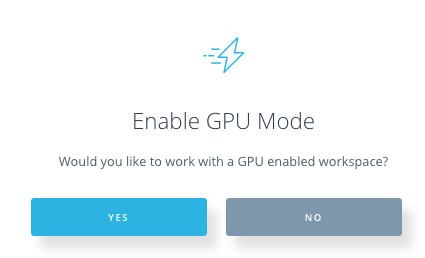 Enable GPU Mode
Would you like to work with a GPU enabled workspace?
YES
NO